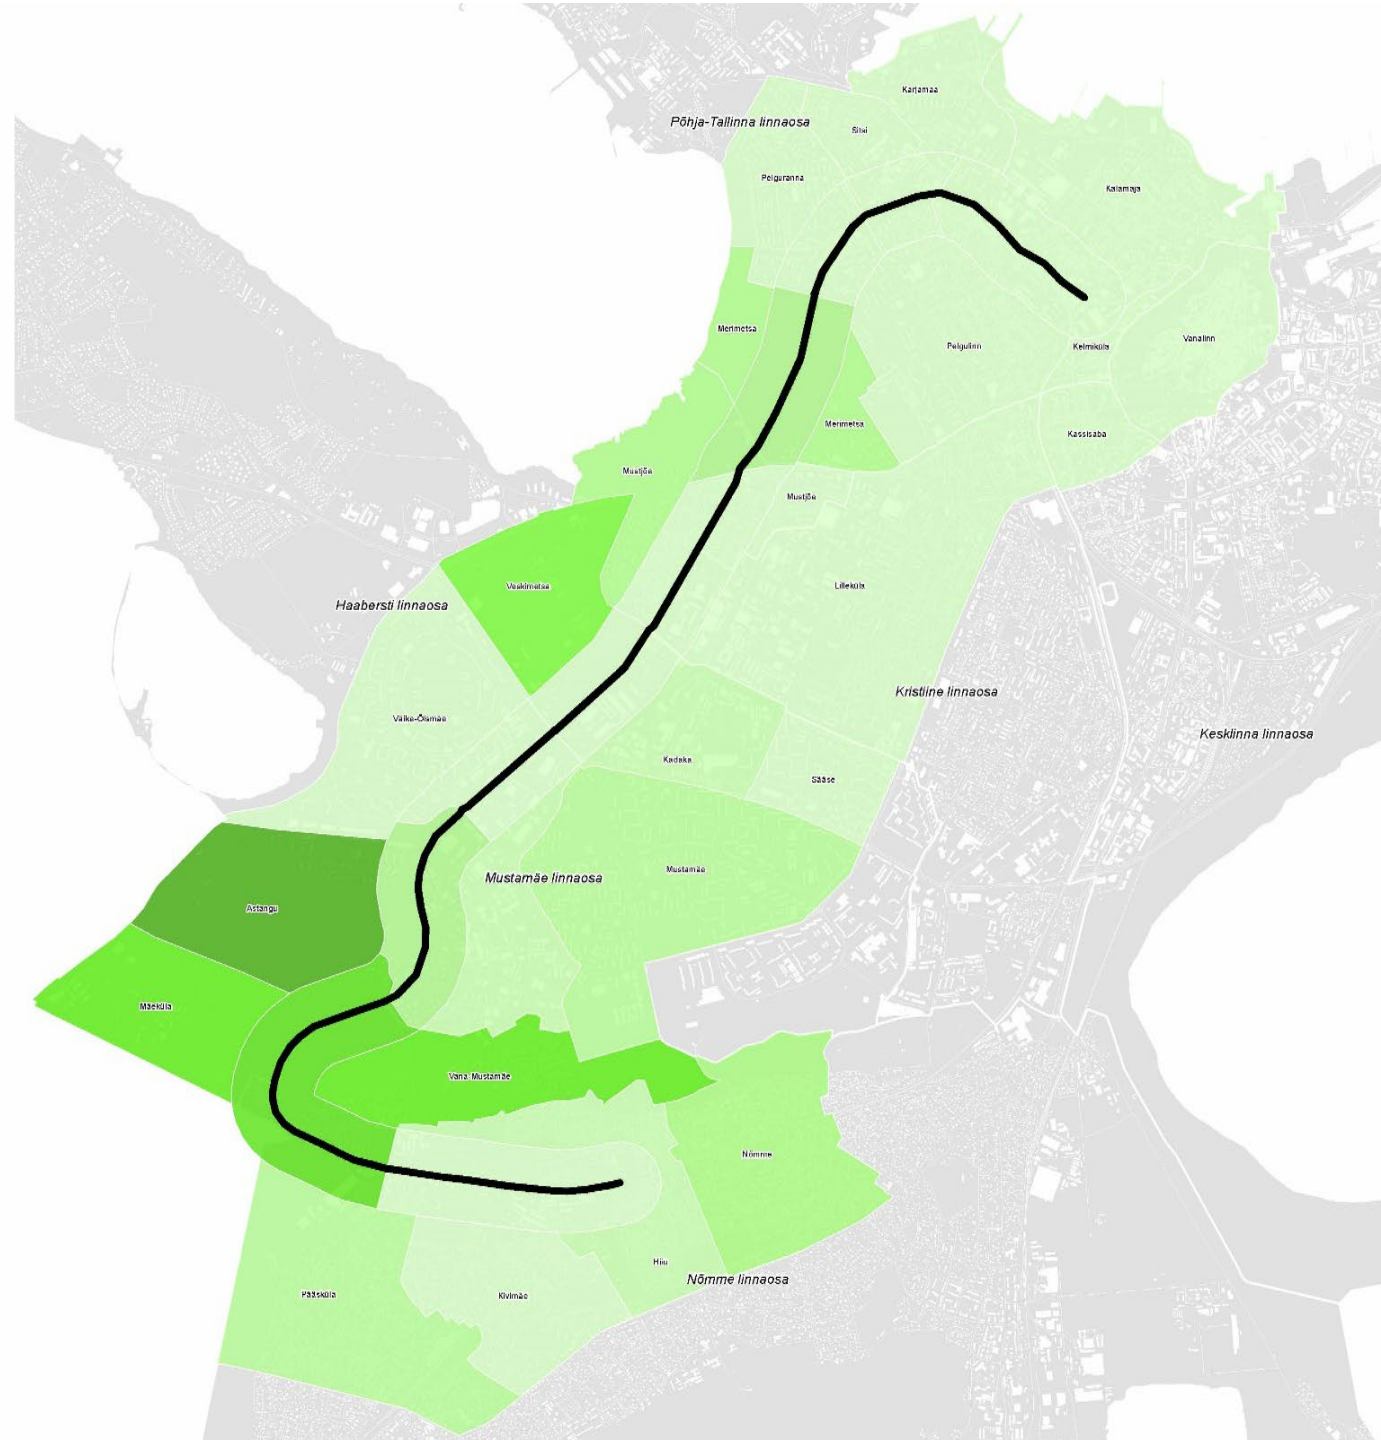 Karjamaa
Põhja-Tallinna linnaosa
Sitsi
Pelguranna
Kalamaja
Merimetsa
Vanalinn
Pelgulinn
Kelmiküla
Merimetsa
Kassisaba
Mustjõe
Mustjõe
Veskimetsa
Lilleküla
Haabersti linnaosa
Kristiine linnaosa
Väike-Õismäe
Kesklinna linnaosa
Kadaka
Sääse
Mustamäe
Mustamäe linnaosa
Astangu
Mäeküla
Vana-Mustamäe
Nõmme
Hiiu
Nõmme linnaosa
Pääsküla
Kivimäe